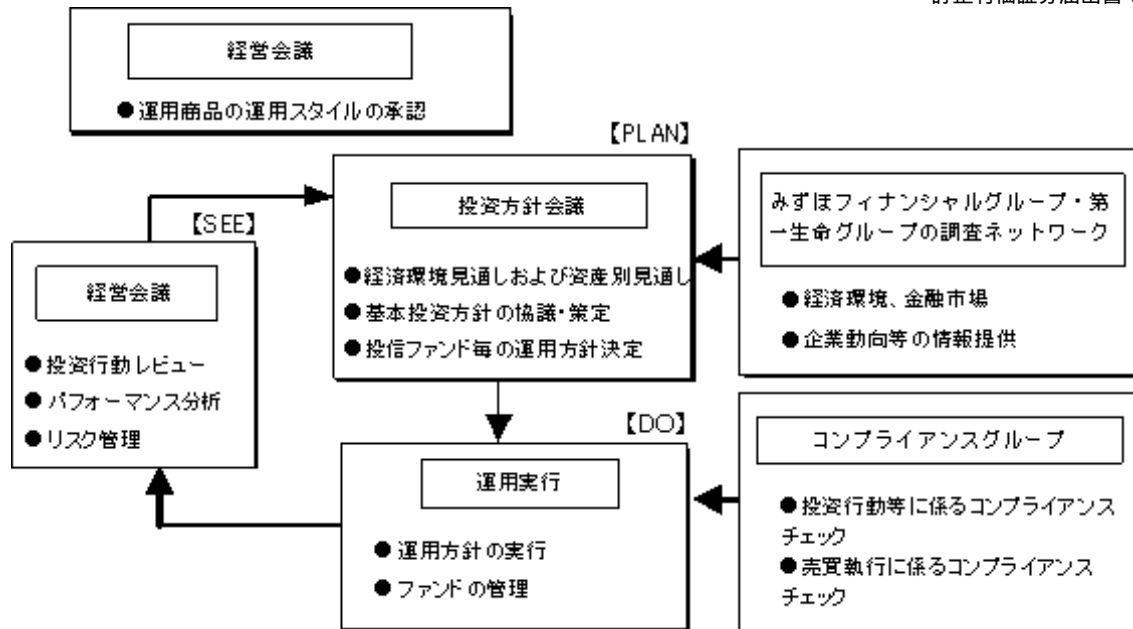 経営会議
●運用商品の運用スタイルの承認
【PLAN】
投資方針会議
●経済環境見通しおよび資産別見通し
●基本投資方針の協議・策定
●投信ファンド毎の運用方針決定
みずほフィナンシャルグループ・第
一生命グループの調査ネットワーク
●経済環境、金融市場
●企業動向等の情報提供
【SEE】
経営会議
●投資行動レビュー
●パフォーマンス分析
●リスク管理
【DO】
運用実行
●運用方針の実行
●ファンドの管理
コンプライアンスグループ
●投資行動等に係るコンプライアンス
チェック
●売買執行に係るコンプライアンス
チェック